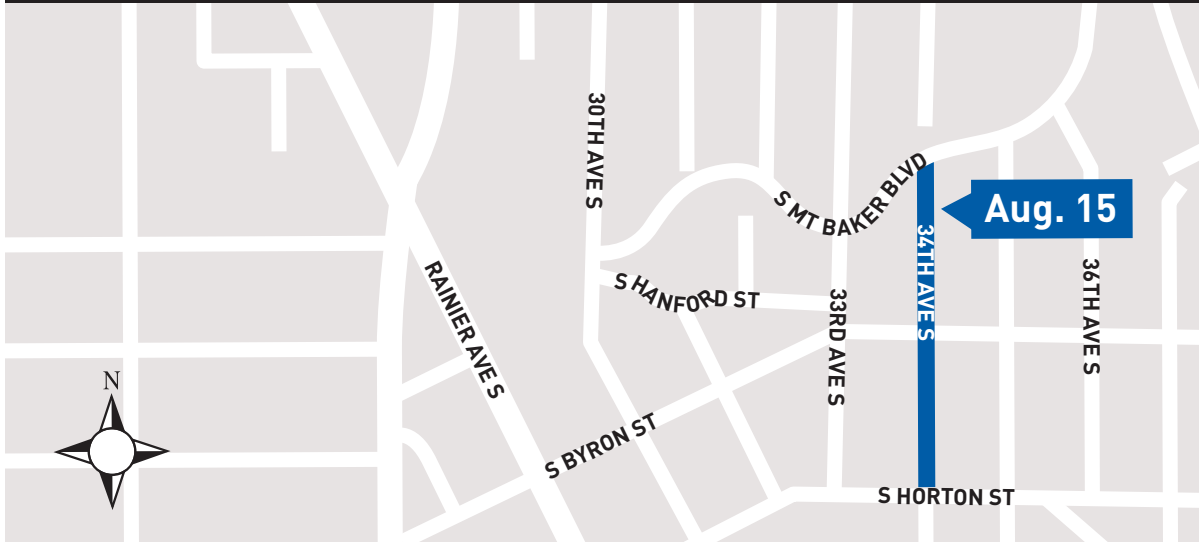 30TH AVE S
S MT BAKER BLVD
Aug. 15
34TH AVE S
S HANFORD ST
36TH AVE S
RAINIER AVE S
33RD AVE S
N
S BYRON ST
S HORTON ST